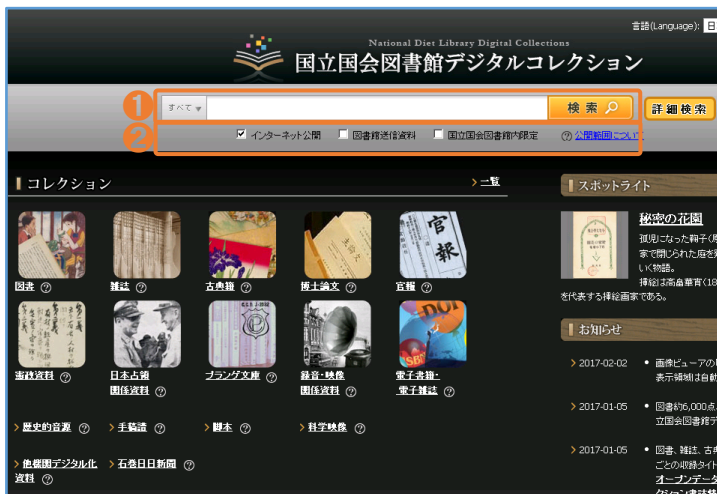 言語(Language): 日
National Diet Library Digital Collections
国立国会図書館デジタルコレクション
1
すべて
検索
詳細検索
2
インターネット公開
図書館送信資料
国立国会図書館内限定
? 公開範囲について
コレクション
一覧
図書 ?
雑誌 ?
古典籍 ?
博士論文 ?
官報 ?
憲政資料 ?
日本占領
関係資料 ?
プランゲ文庫 ?
録音・映像
関係資料 ?
電子書籍・
電子雑誌 ?
歴史的音源 ?
手稿譜 ?
脚本 ?
科学映像 ?
他機関デジタル化
資料 ?
石巻日日新聞 ?
スポットライト
秘密の花園
孤児になった鞠子(原
家で閉じられた庭を
いく物語。
挿絵は高畠華宵(18
を代表する挿絵画家である。
お知らせ
2017-02-02
画像ビューアの
表示領域は自動
2017-01-05
図書約6,000点、
立国会図書館デ
2017-01-05
図書、雑誌、古典
ごとの収録タイト
オープンデータ